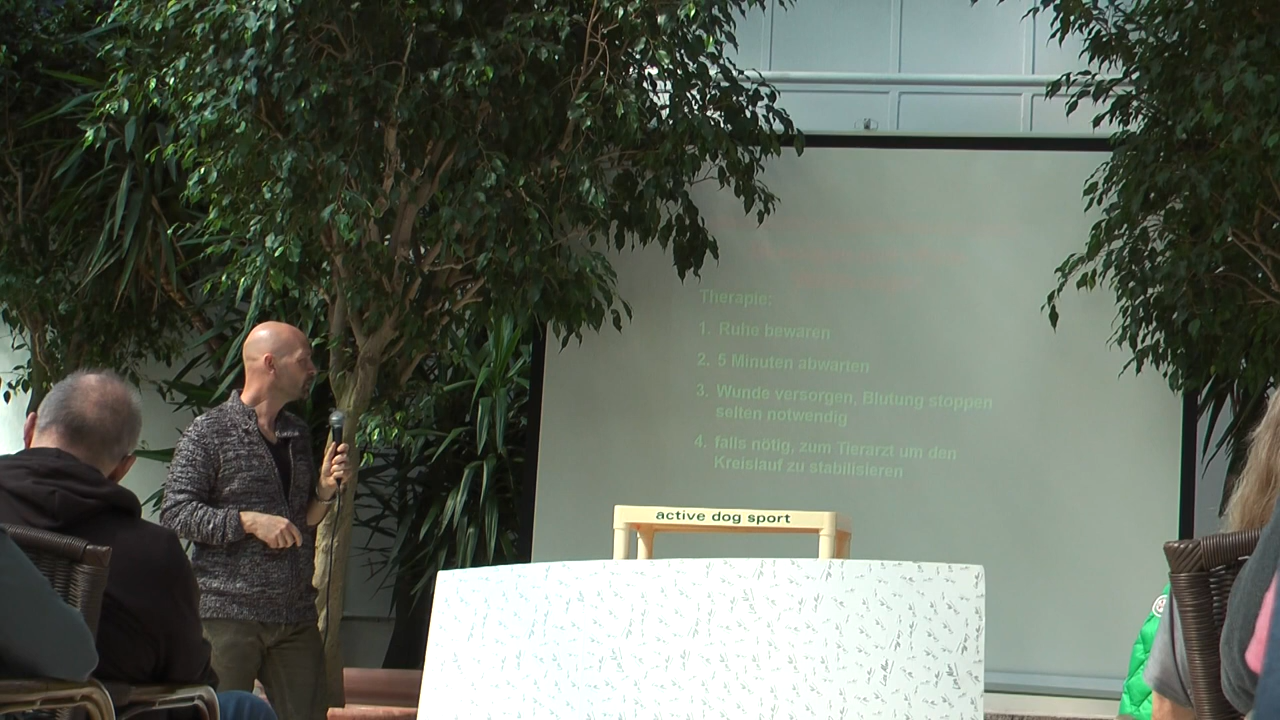 Therapie:
1. Ruhe bewaren
2. 5 Minuten abwarten
3. Wunde versorgen, Blutung stoppen
selten notwendig
4. falls nötig, zum Tierarzt um den
Kreislauf zu stabilisieren
active dog sport